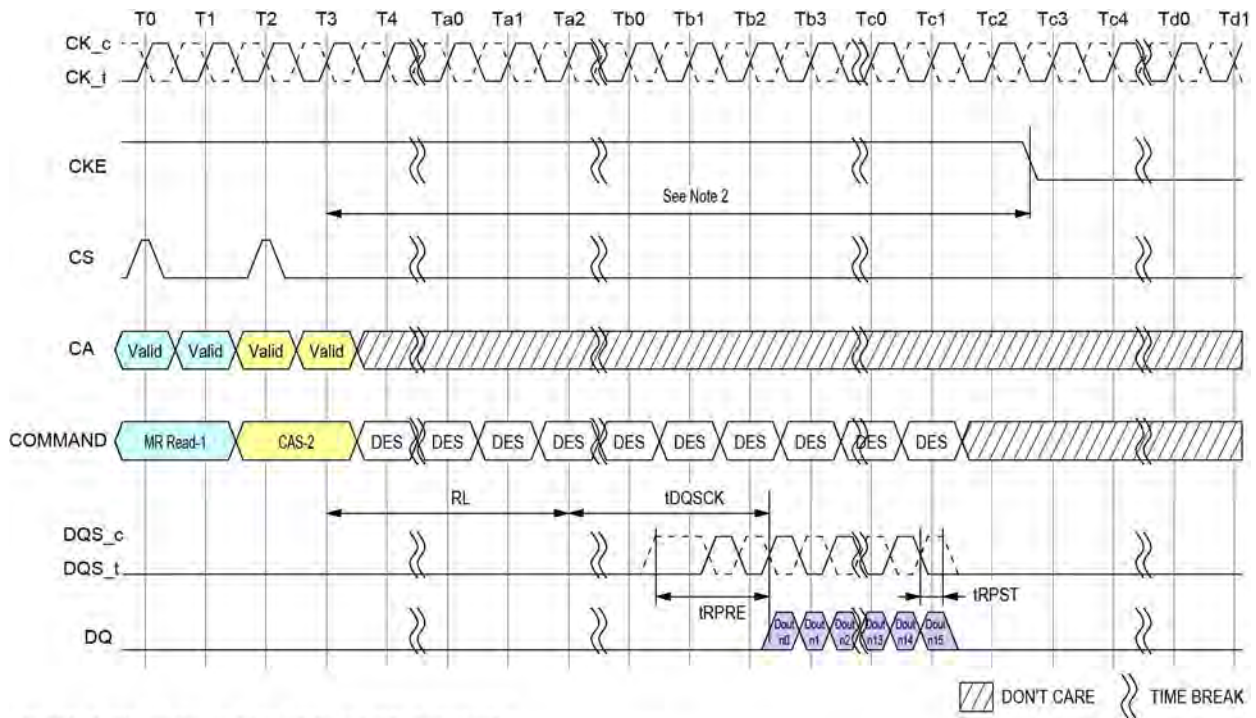 T0 T1 T2 T3 T4 Ta0 Ta1 Ta2 Tb0 Tb1 Tb2 Tb3 Tc0 Tc1 Tc2 Tc3 Tc4 Td0 Td1
CK_c
CK_t
CKE
See Note 2
CS
CA Valid Valid Valid Valid
COMMAND MR Read-1 CAS-2 DES DES DES DES DES DES DES DES DES DES
RL tDQSCK
DQS_c
DQS_t
tRPRE tRPST
DQ Dout n0 Dout n1 Dout n2 Dout n13 Dout n14 Dout n15
DON'T CARE TIME BREAK